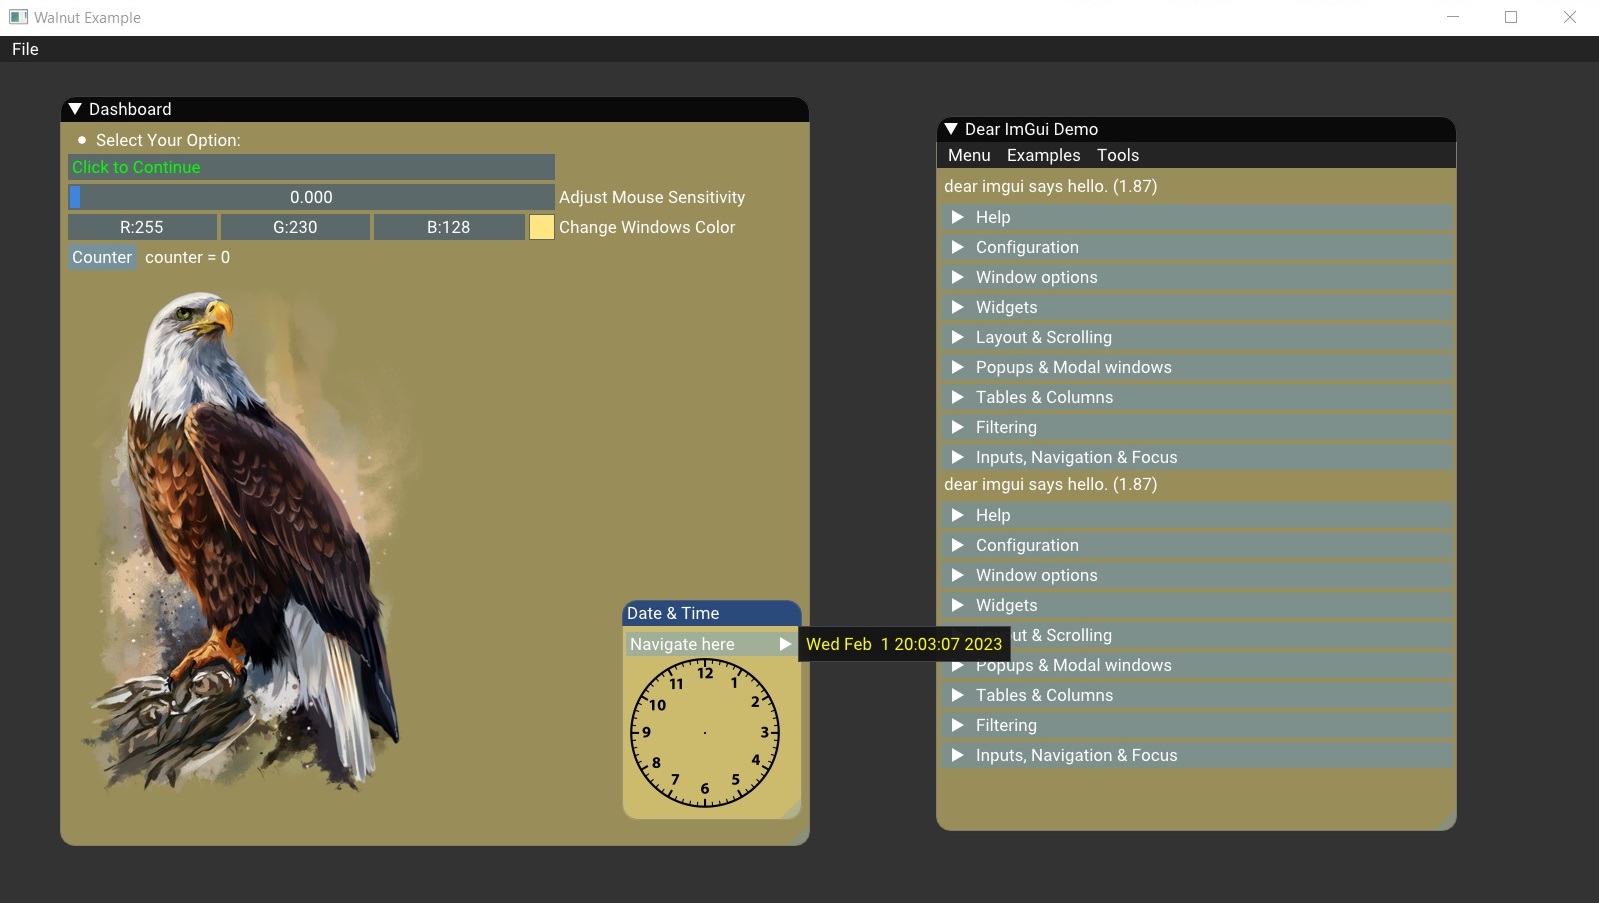 Walnut Example
File
Dashboard
Select Your Option:
Click to Continue
0.000 Adjust Mouse Sensitivity
R:255 G:230 B:128 Change Windows Color
Counter counter = 0
Date & Time
Navigate here
Wed Feb  1 20:03:07 2023
12
1
2
3
4
5
6
7
8
9
10
11
Dear ImGui Demo
Menu Examples Tools
dear imgui says hello. (1.87)
Help
Configuration
Window options
Widgets
Layout & Scrolling
Popups & Modal windows
Tables & Columns
Filtering
Inputs, Navigation & Focus
dear imgui says hello. (1.87)
Help
Configuration
Window options
Widgets
ut & Scrolling
Popups & Modal windows
Tables & Columns
Filtering
Inputs, Navigation & Focus